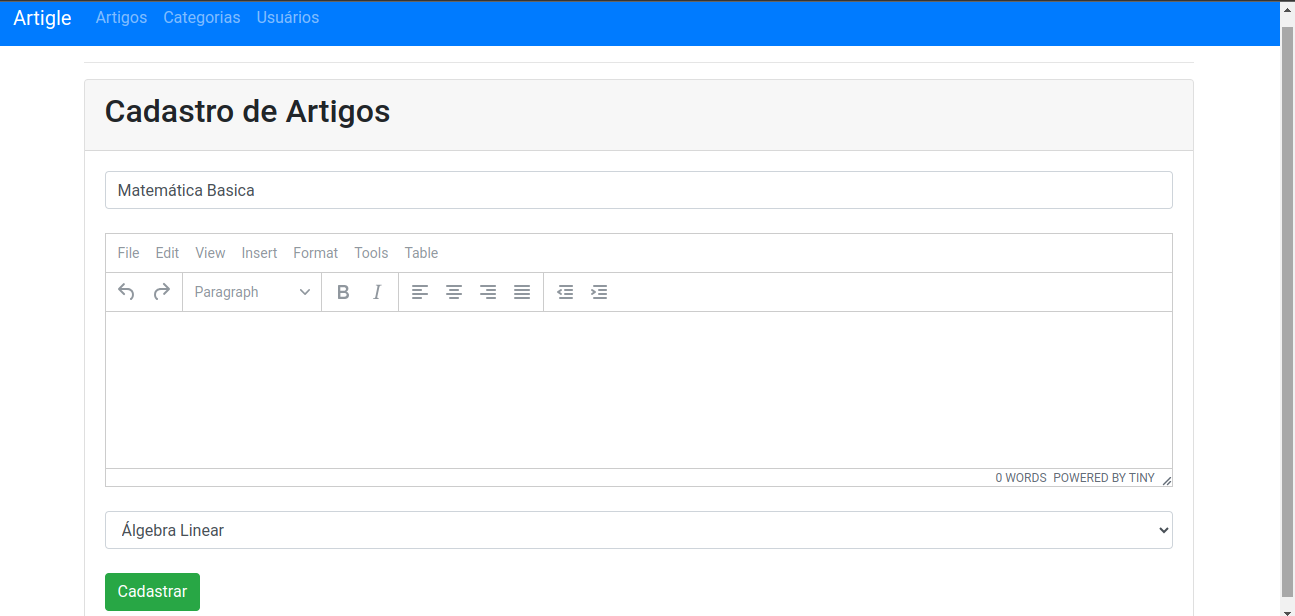 Artigle Artigos Categorias Usuários
Cadastro de Artigos
Matemática Basica
File Edit View Insert Format Tools Table
Paragraph B I
0 WORDS POWERED BY TINY
Álgebra Linear
Cadastrar